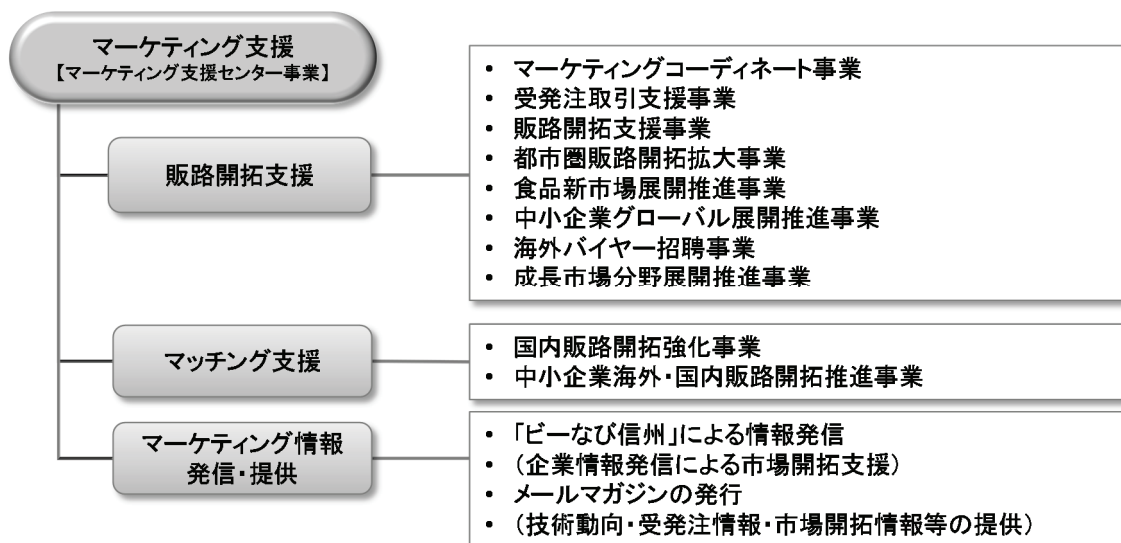 マーケティング支援
【マーケティング支援センター事業】
販路開拓支援
・ マーケティングコーディネート事業
・ 受発注取引支援事業
・ 販路開拓支援事業
・ 都市圏販路開拓拡大事業
・ 食品新市場展開推進事業
・ 中小企業グローバル展開推進事業
・ 海外バイヤー招聘事業
・ 成長市場分野展開推進事業
マッチング支援
・ 国内販路開拓強化事業
・ 中小企業海外・国内販路開拓推進事業
マーケティング情報
発信・提供
・ 「ビーなび信州」による情報発信
・ （企業情報発信による市場開拓支援）
・ メールマガジンの発行
・ （技術動向・受発注情報・市場開拓情報等の提供）